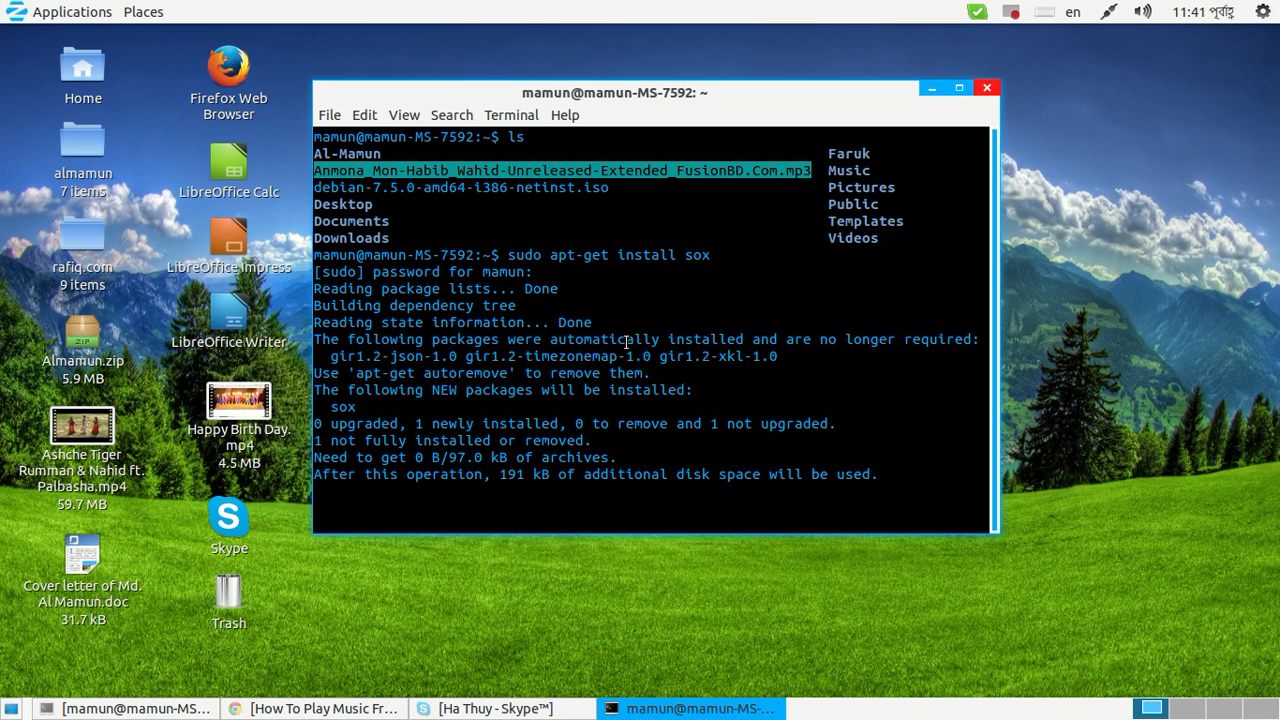 Applications Places
en 11:41 পূর্বাহ্ণ
Home
Firefox Web
Browser
almamun
7 items
LibreOffice Calc
rafiq.com
9 items
LibreOffice Impress
ZIP
Almamun.zip
5.9 MB
LibreOffice Writer
Ashche Tiger
Rumman & Nahid ft.
Palbasha.mp4
59.7 MB
Happy Birth Day.
mp4
4.5 MB
Skype
Cover letter of Md.
Al Mamun.doc
31.7 kB
Trash
mamun@mamun-MS-7592: ~
File Edit View Search Terminal Help
mamun@mamun-MS-7592:~$ ls
Al-Mamun Faruk
Anmona_Mon-Habib_Wahid-Unreleased-Extended_FusionBD.Com.mp3 Music
debian-7.5.0-amd64-i386-netinst.iso Pictures
Desktop Public
Documents Templates
Downloads Videos
mamun@mamun-MS-7592:~$ sudo apt-get install sox
[sudo] password for mamun:
Reading package lists... Done
Building dependency tree
Reading state information... Done
The following packages were automatically installed and are no longer required:
gir1.2-json-1.0 gir1.2-timezonemap-1.0 gir1.2-xkl-1.0
Use 'apt-get autoremove' to remove them.
The following NEW packages will be installed:
sox
0 upgraded, 1 newly installed, 0 to remove and 1 not upgraded.
1 not fully installed or removed.
Need to get 0 B/97.0 kB of archives.
After this operation, 191 kB of additional disk space will be used.
[mamun@mamun-MS... [How To Play Music Fr... [Ha Thuy - Skype™] mamun@mamun-MS-...